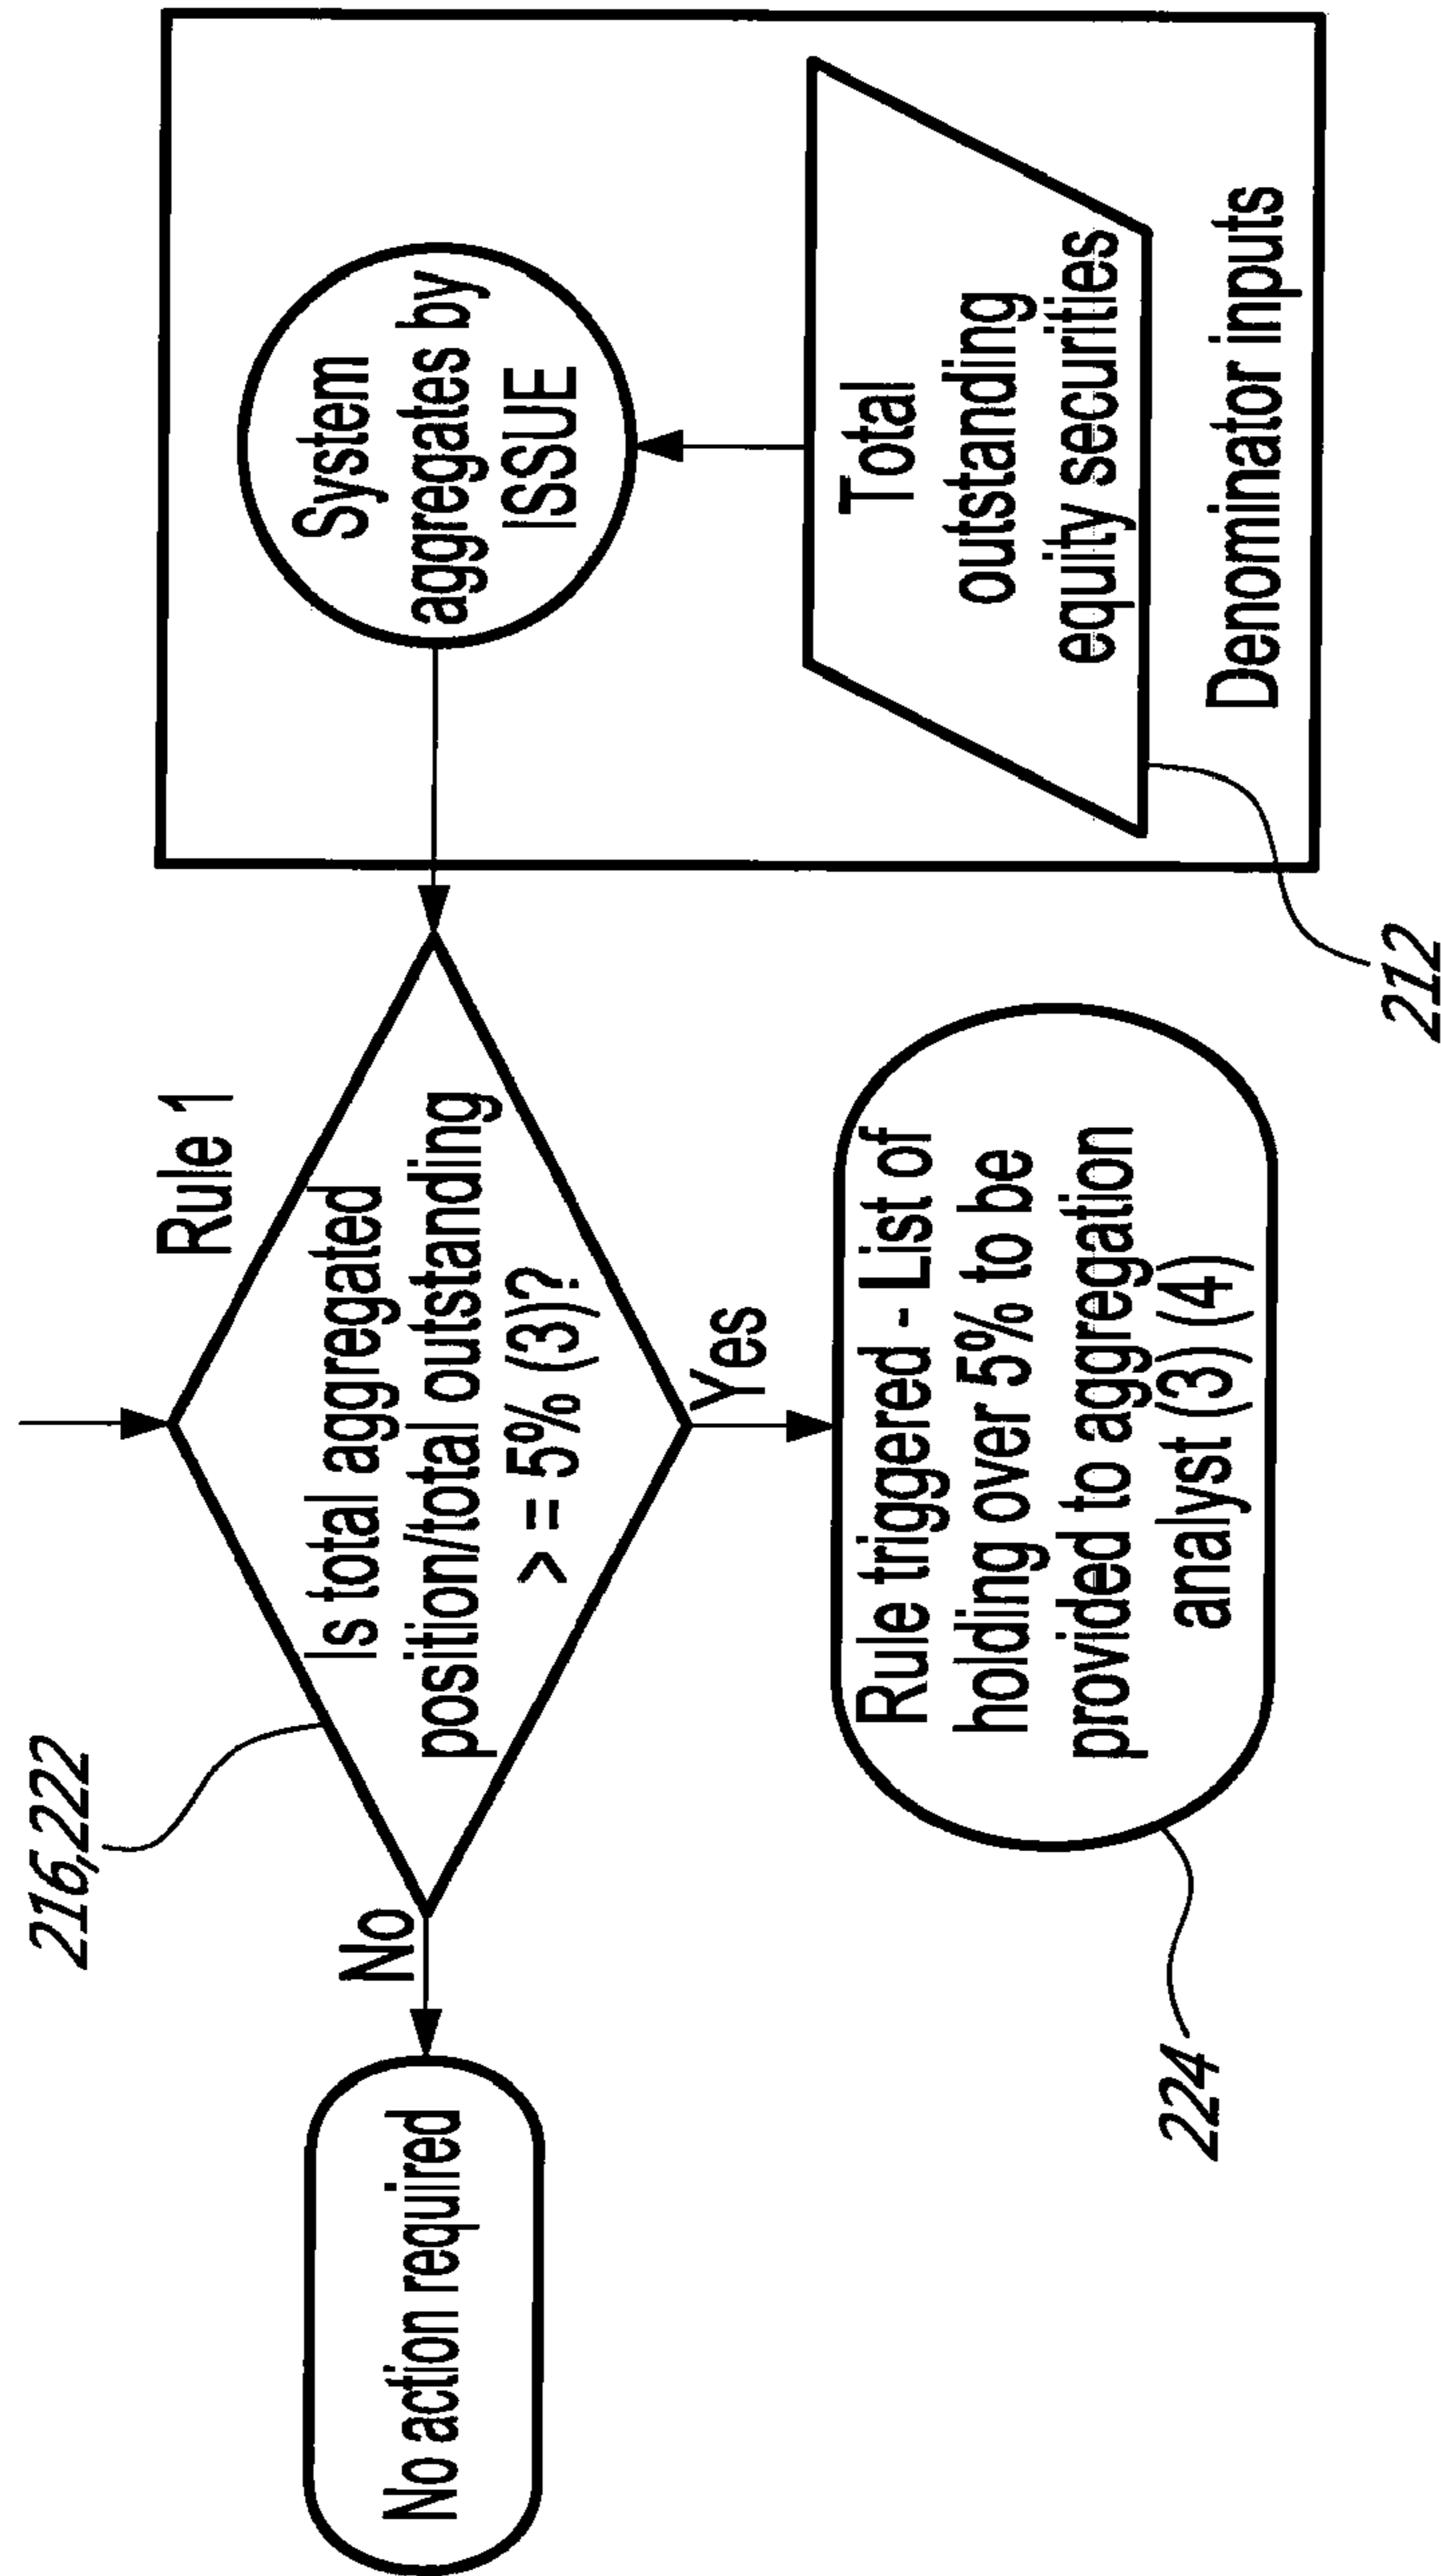 216,222
Rule 1
No action required
No
Is total aggregated
position/total outstanding
> = 5% (3)?
System
aggregates by
ISSUE
Yes
Rule triggered - List of
holding over 5% to be
provided to aggregation
analyst (3) (4)
Total
outstanding
equity securities
Denominator inputs
224
212